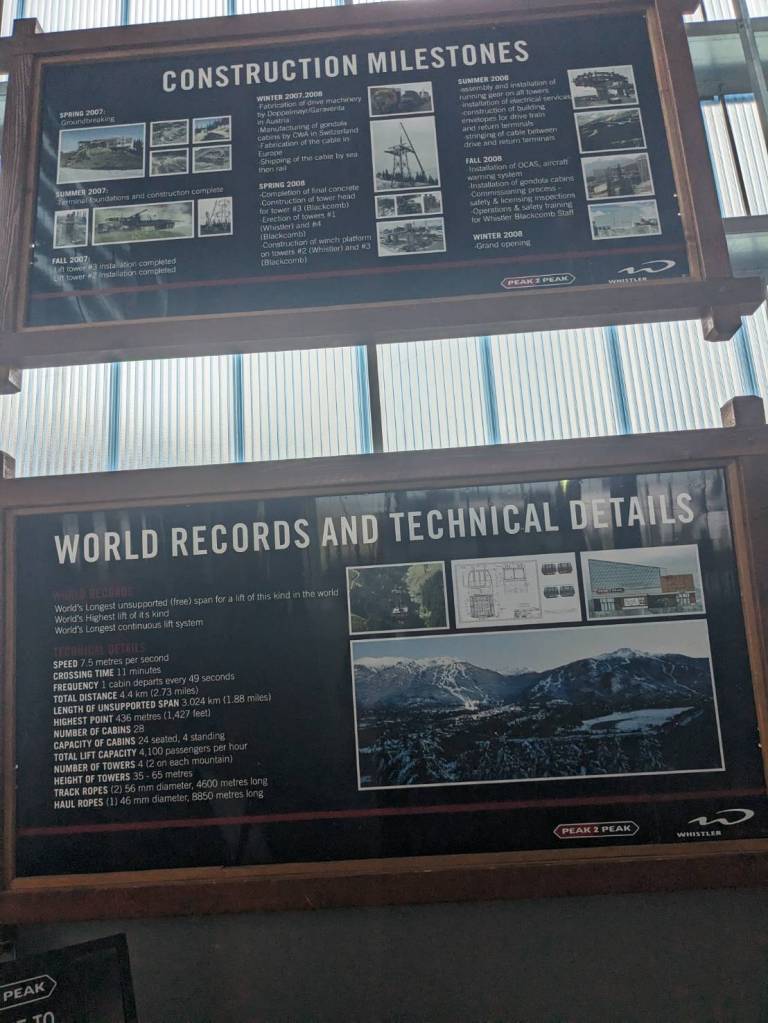 CONSTRUCTION MILESTONES
SPRING 2007:
Groundbreaking
SUMMER 2007:
-Terminal foundations and construction complete
FALL 2007:
Lift tower #3 Installation completed
Lift tower #2 Installation completed
WINTER 2007.2008
-Fabrication of drive machinery
by Doppelmayr/Garaventa
in Austria
-Manufacturing of gondola
cabins by CWA in Switzerland
-Fabrication of the cable in
Europe
-Shipping of the cable by sea
then rail
SPRING 2008
-Completion of final concrete
-Construction of tower head
for tower #3 (Blackcomb)
-Erection of towers #1
(Whistler) and #4
(Blackcomb)
-Construction of winch platform
on towers #2 (Whistler) and #3
(Blackcomb)
SUMMER 2008
-assembly and installation of
running gear on all towers
-installation of electrical services
-construction of building
envelopes for drive train
and return terminals
-stringing of cable between
drive and return terminals
FALL 2008
-Installation of OCAS, aircraft
warning system
-Installation of gondola cabins
-Commissioning process -
safety & licensing inspections
-Operations & safety training
for Whistler Blackcomb Staff
WINTER 2008
-Grand opening
PEAK 2 PEAK
WHISTLER
WORLD RECORDS AND TECHNICAL DETAILS
WORLD RECORDS
World's Longest unsupported (free) span for a lift of this kind in the world
World's Highest lift of its kind
World's Longest continuous lift system
TECHNICAL DETAILS
SPEED 7.5 metres per second
CROSSING TIME 11 minutes
FREQUENCY 1 cabin departs every 49 seconds
TOTAL DISTANCE 4.4 km (2.73 miles)
LENGTH OF UNSUPPORTED SPAN 3.024 km (1.88 miles)
HIGHEST POINT 436 metres (1,427 feet)
NUMBER OF CABINS 28
CAPACITY OF CABINS 24 seated, 4 standing
TOTAL LIFT CAPACITY 4,100 passengers per hour
NUMBER OF TOWERS 4 (2 on each mountain)
HEIGHT OF TOWERS 35 - 65 metres
TRACK ROPES (2) 56 mm diameter, 4600 metres long
HAUL ROPES (1) 46 mm diameter, 8850 metres long
PEAK 2 PEAK
WHISTLER
PEAK
TO